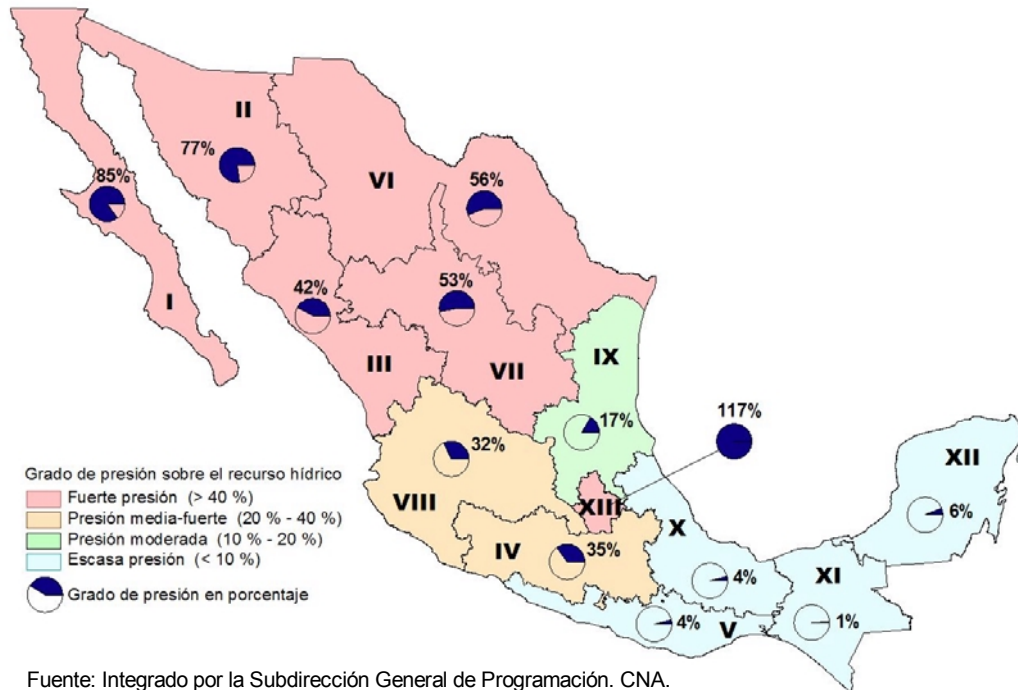 II
77%
85%
VI
56%
I
42%
53%
III
VII
IX
17%
117%
32%
VIII
XIII
XII
6%
IV
35%
X
4%
XI
1%
4%
V
Grado de presión sobre el recurso hídrico
Fuerte presión (> 40 %)
Presión media-fuerte (20 % - 40 %)
Presión moderada (10 % - 20 %)
Escasa presión (< 10 %)
Grado de presión en porcentaje
Fuente: Integrado por la Subdirección General de Programación. CNA.